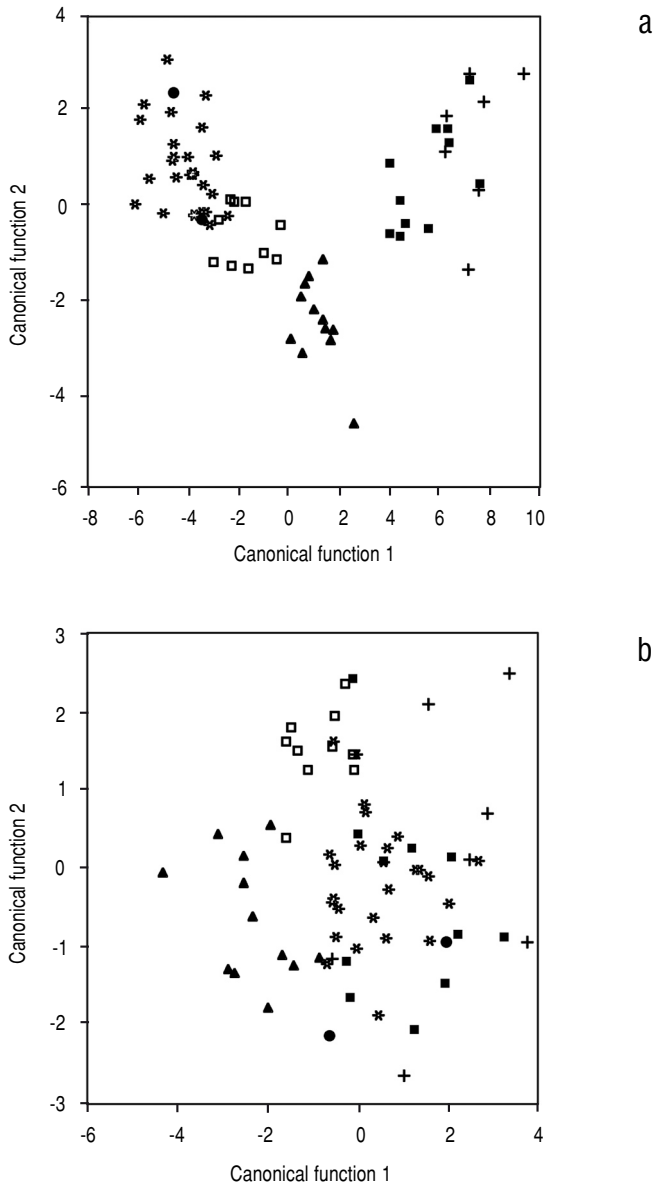 a
4
2
0
-2
-4
-6
Canonical function 2
-8 -6 -4 -2 0 2 4 6 8 10
Canonical function 1
b
3
2
1
0
-1
-2
-3
Canonical function 2
-6 -4 -2 0 2 4
Canonical function 1